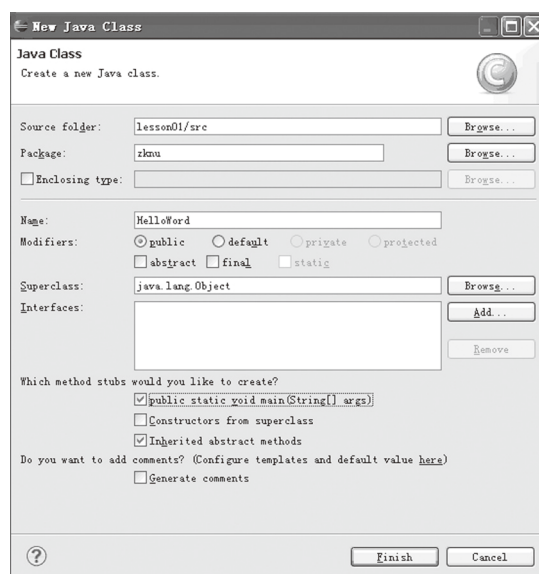 New Java Class
Java Class
Create a new Java class.
Source folder: lesson01/src Browse...
Package: zknu Browse...
Enclosing type: Browse...
Name: HelloWord
Modifiers: public default private protected
abstract final static
Superclass: java.lang.Object Browse...
Interfaces: Add...
Remove
Which method stubs would you like to create?
public static void main(String[] args)
Constructors from superclass
Inherited abstract methods
Do you want to add comments? (Configure templates and default value here)
Generate comments
? Finish Cancel